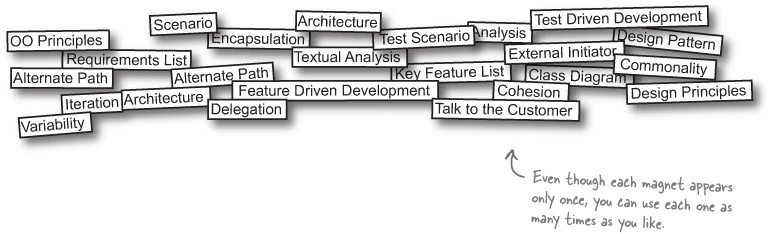 Scenario
Architecture
Test Driven Development
OO Principles
Encapsulation
Test Scenario
Analysis
Design Pattern
Requirements List
Textual Analysis
External Initiator
Commonality
Alternate Path
Alternate Path
Key Feature List
Class Diagram
Iteration
Architecture
Feature Driven Development
Cohesion
Design Principles
Variability
Delegation
Talk to the Customer
Even though each magnet appears
only once, you can use each one as
many times as you like.